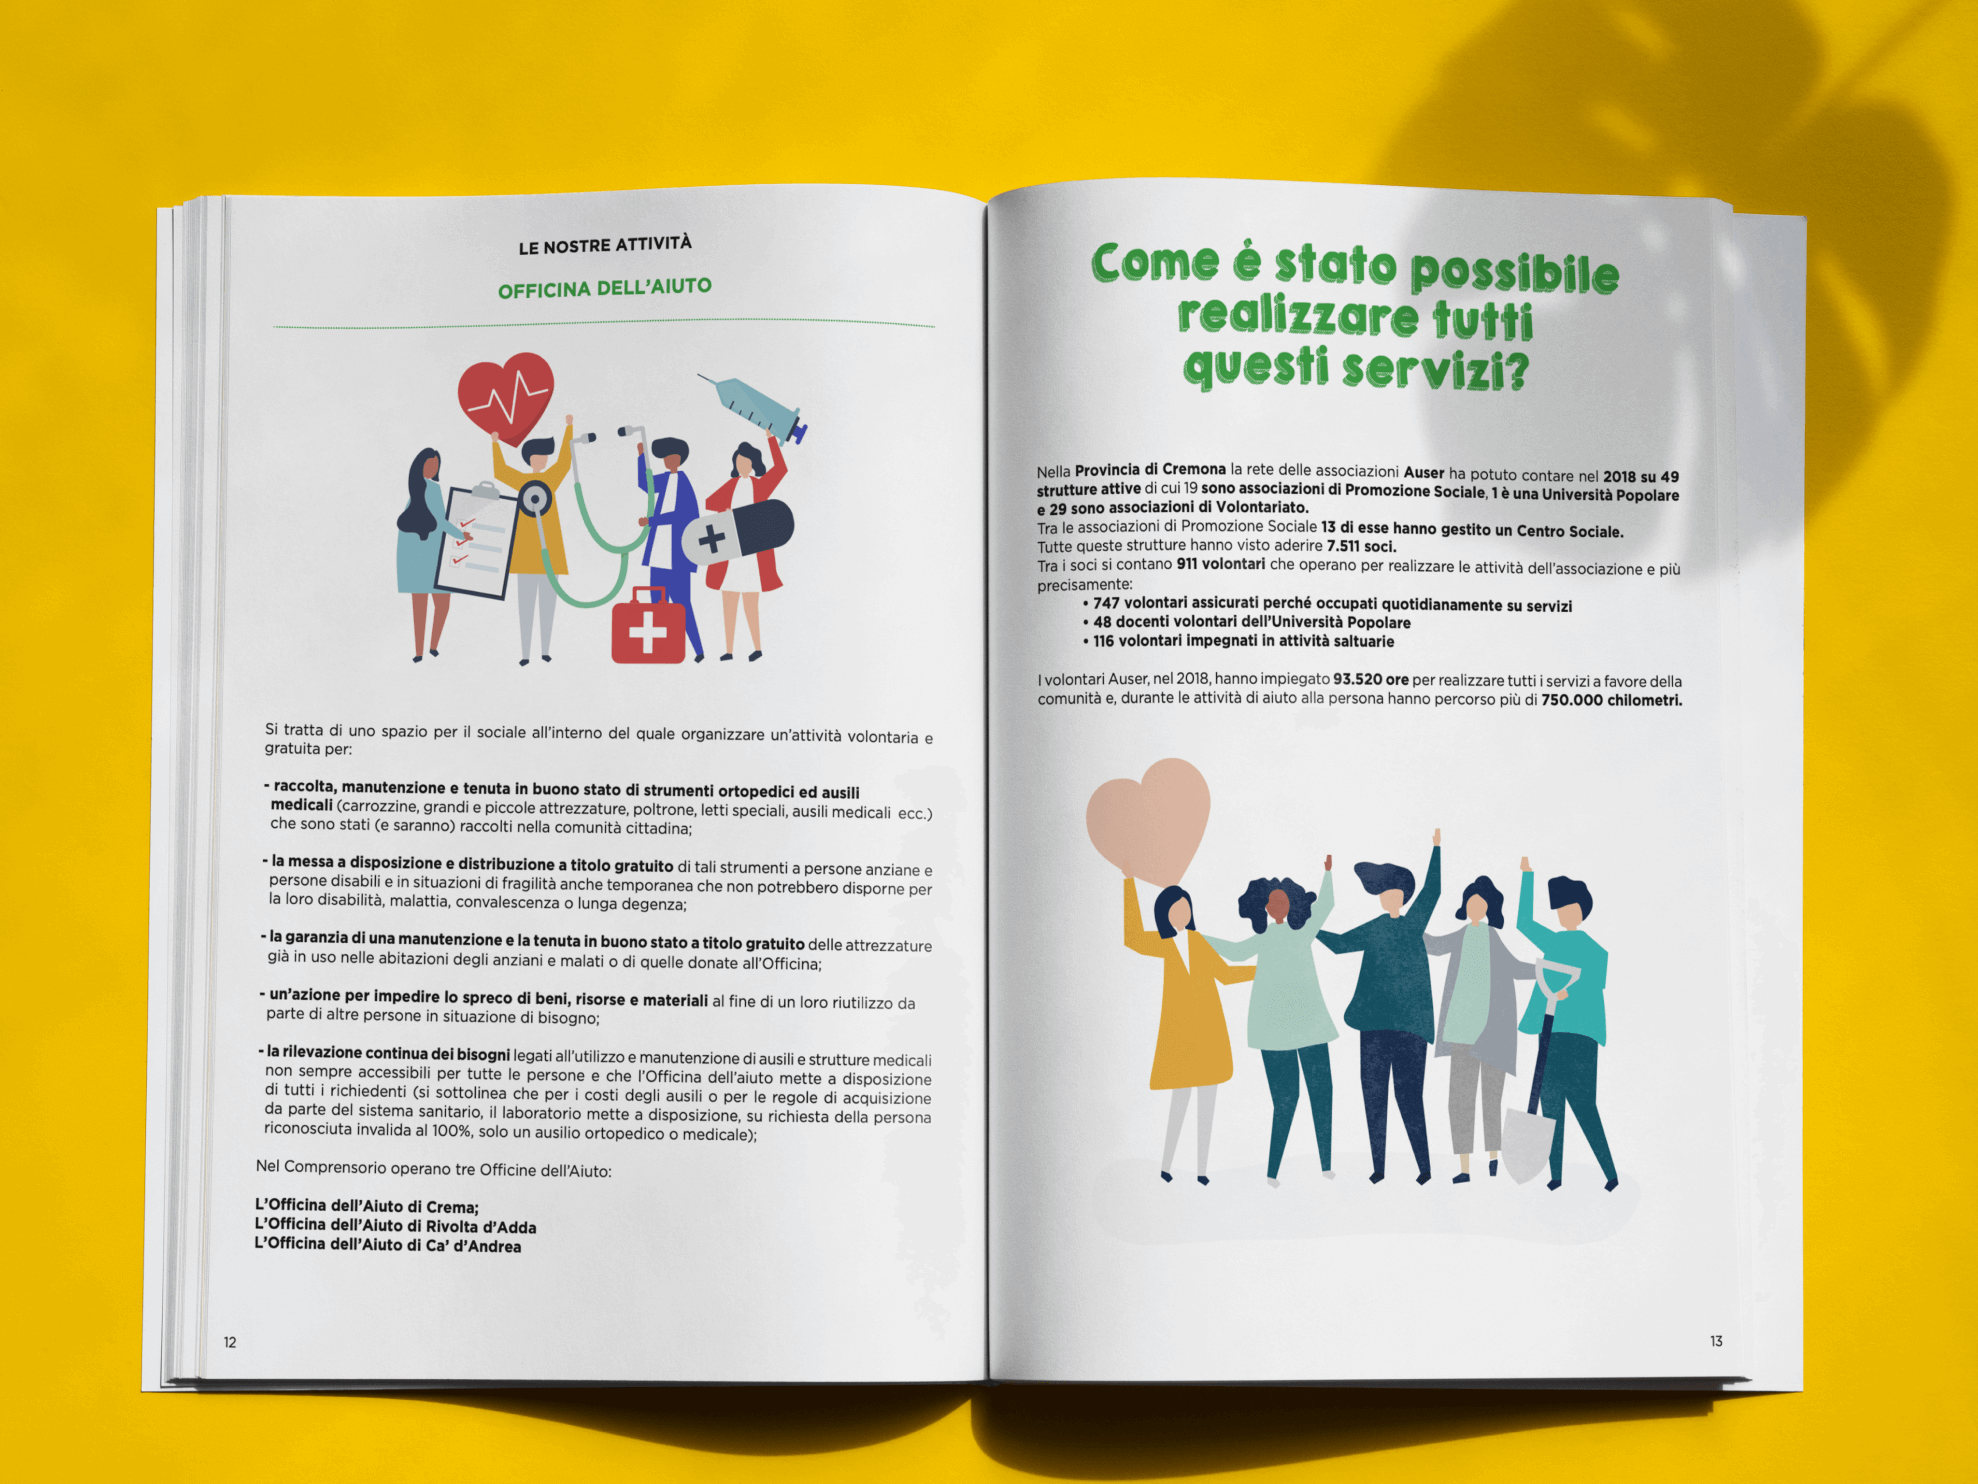 LE NOSTRE ATTIVITÀ
OFFICINA DELL'AIUTO
Si tratta di uno spazio per il sociale all'interno del quale organizzare un'attività volontaria e
gratuita per:
- raccolta, manutenzione e tenuta in buono stato di strumenti ortopedici ed ausili
medicali (carrozzine, grandi e piccole attrezzature, poltrone, letti speciali, ausili medicali ecc.)
che sono stati (e saranno) raccolti nella comunità cittadina;
- la messa a disposizione e distribuzione a titolo gratuito di tali strumenti a persone anziane e
persone disabili e in situazioni di fragilità anche temporanea che non potrebbero disporne per
la loro disabilità, malattia, convalescenza o lunga degenza;
- la garanzia di una manutenzione e la tenuta in buono stato a titolo gratuito delle attrezzature
già in uso nelle abitazioni degli anziani e malati o di quelle donate all'Officina;
- un'azione per impedire lo spreco di beni, risorse e materiali al fine di un loro riutilizzo da
parte di altre persone in situazione di bisogno;
- la rilevazione continua dei bisogni legati all'utilizzo e manutenzione di ausili e strutture medicali
non sempre accessibili per tutte le persone e che l'Officina dell'aiuto mette a disposizione
di tutti i richiedenti (si sottolinea che per i costi degli ausili o per le regole di acquisizione
da parte del sistema sanitario, il laboratorio mette a disposizione, su richiesta della persona
riconosciuta invalida al 100%, solo un ausilio ortopedico o medicale);
Nel Comprensorio operano tre Officine dell'Aiuto:
L'Officina dell'Aiuto di Crema;
L'Officina dell'Aiuto di Rivolta d'Adda
L'Officina dell'Aiuto di Ca' d'Andrea
12
Come è stato possibile
realizzare tutti
questi servizi?
Nella Provincia di Cremona la rete delle associazioni Auser ha potuto contare nel 2018 su 49
strutture attive di cui 19 sono associazioni di Promozione Sociale, 1 è una Università Popolare
e 29 sono associazioni di Volontariato.
Tra le associazioni di Promozione Sociale 13 di esse hanno gestito un Centro Sociale.
Tutte queste strutture hanno visto aderire 7.511 soci.
Tra i soci si contano 911 volontari che operano per realizzare le attività dell'associazione e più
precisamente:
• 747 volontari assicurati perché occupati quotidianamente su servizi
• 48 docenti volontari dell'Università Popolare
• 116 volontari impegnati in attività saltuarie
I volontari Auser, nel 2018, hanno impiegato 93.520 ore per realizzare tutti i servizi a favore della
comunità e, durante le attività di aiuto alla persona hanno percorso più di 750.000 chilometri.
13